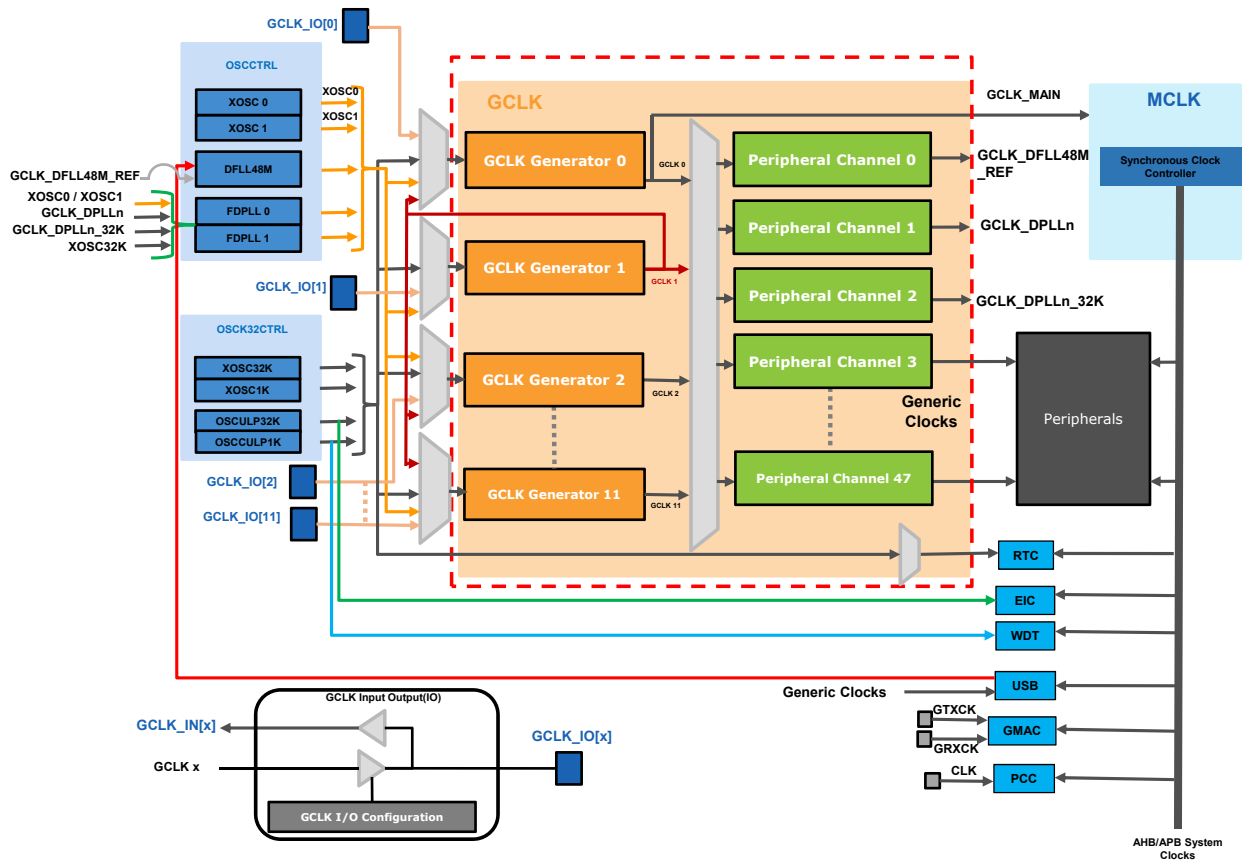 GCLK_IO[0]
OSCCTRL
XOSC 0
XOSC 1
DFLL48M
FDPLL 0
FDPLL 1
XOSC0
XOSC1
GCLK_DFLL48M_REF
XOSC0 / XOSC1
GCLK_DPLLn
GCLK_DPLLn_32K
XOSC32K
GCLK_IO[1]
OSCK32CTRL
XOSC32K
XOSC1K
OSCULP32K
OSCCULP1K
GCLK_IO[2]
GCLK_IO[11]
GCLK
GCLK Generator 0
GCLK Generator 1
GCLK Generator 2
GCLK Generator 11
GCLK 0
GCLK 1
GCLK 2
GCLK 11
Peripheral Channel 0
Peripheral Channel 1
Peripheral Channel 2
Peripheral Channel 3
Generic
Clocks
Peripheral Channel 47
GCLK_MAIN
GCLK_DFLL48M
_REF
GCLK_DPLLn
GCLK_DPLLn_32K
MCLK
Synchronous Clock
Controller
Peripherals
RTC
EIC
WDT
USB
Generic Clocks
GTXCK
GRXCK
GMAC
CLK
PCC
AHB/APB System
Clocks
GCLK Input Output(IO)
GCLK_IN[x]
GCLK x
GCLK_IO[x]
GCLK I/O Configuration